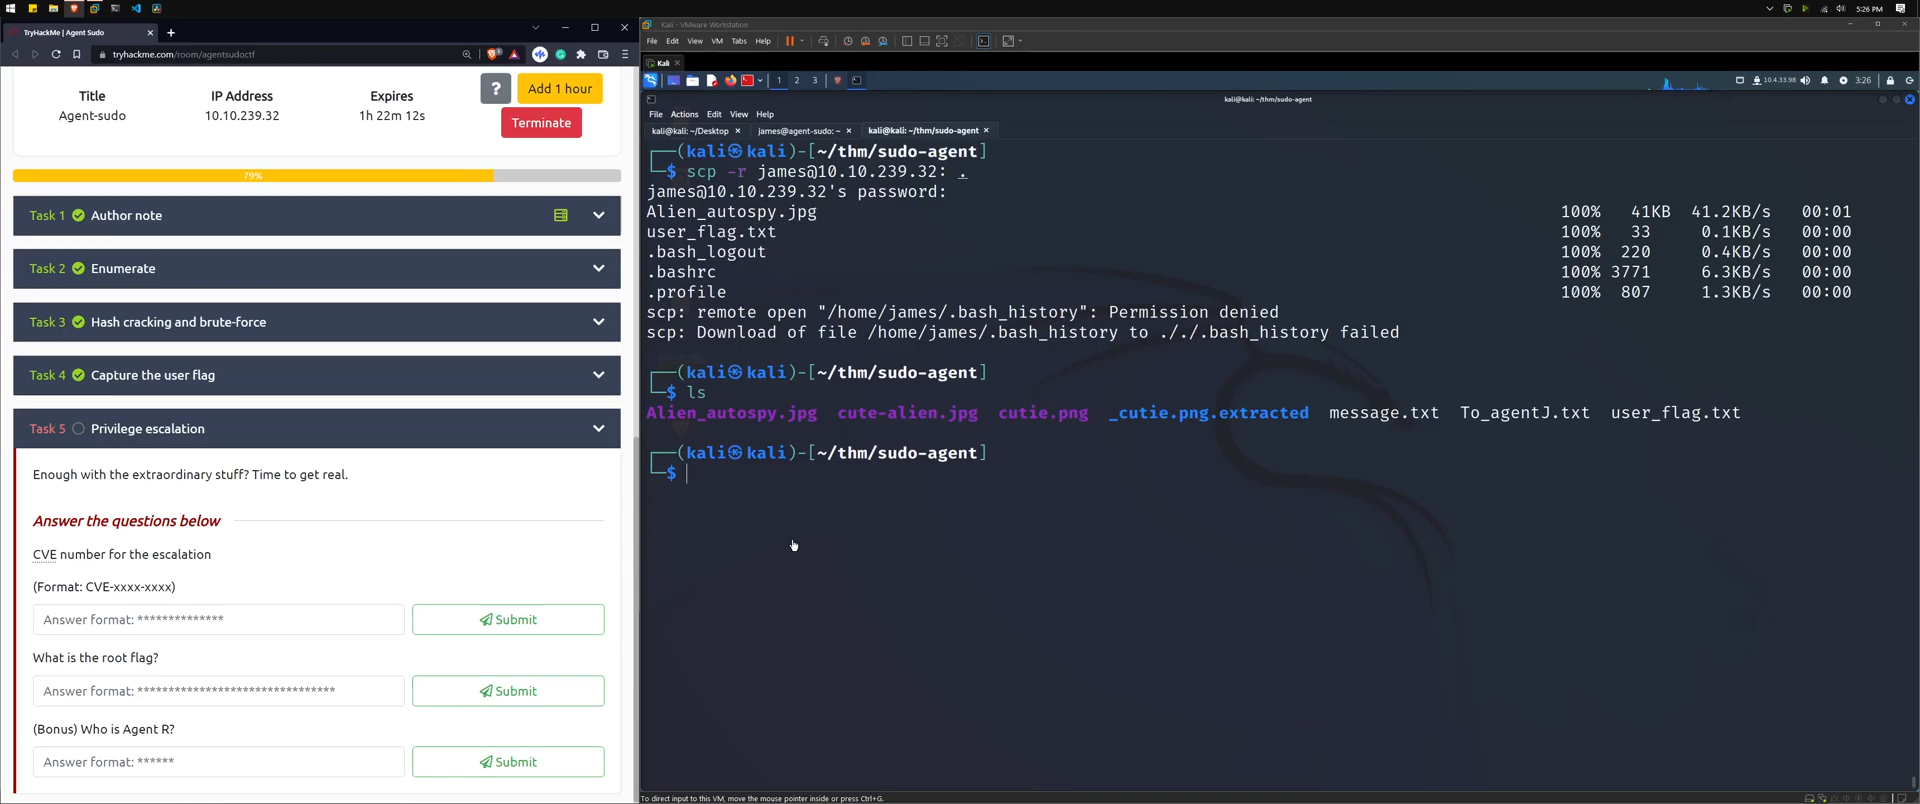 5:26 PM
TryHackMe | Agent Sudo
tryhackme.com/room/agentsudoctf
Title
Agent-sudo
IP Address
10.10.239.32
Expires
1h 22m 12s
?
Add 1 hour
Terminate
79%
Task 1 Author note
Task 2 Enumerate
Task 3 Hash cracking and brute-force
Task 4 Capture the user flag
Task 5 Privilege escalation
Enough with the extraordinary stuff? Time to get real.
Answer the questions below
CVE number for the escalation
(Format: CVE-xxxx-xxxx)
Answer format: **************
Submit
What is the root flag?
Answer format: ********************************
Submit
(Bonus) Who is Agent R?
Answer format: ******
Submit
Kali - VMware Workstation
File Edit View VM Tabs Help
Kali
1 2 3
10.4.33.98
3:26
kali@kali: ~/thm/sudo-agent
File Actions Edit View Help
kali@kali: ~/Desktop
james@agent-sudo: ~
kali@kali: ~/thm/sudo-agent
(kali㉿kali)-[~/thm/sudo-agent]
$ scp -r james@10.10.239.32: .
james@10.10.239.32's password:
Alien_autospy.jpg 100% 41KB 41.2KB/s 00:01
user_flag.txt 100% 33 0.1KB/s 00:00
.bash_logout 100% 220 0.4KB/s 00:00
.bashrc 100% 3771 6.3KB/s 00:00
.profile 100% 807 1.3KB/s 00:00
scp: remote open "/home/james/.bash_history": Permission denied
scp: Download of file /home/james/.bash_history to ././.bash_history failed
(kali㉿kali)-[~/thm/sudo-agent]
$ ls
Alien_autospy.jpg cute-alien.jpg cutie.png _cutie.png.extracted message.txt To_agentJ.txt user_flag.txt
(kali㉿kali)-[~/thm/sudo-agent]
$
To direct input to this VM, move the mouse pointer inside or press Ctrl+G.